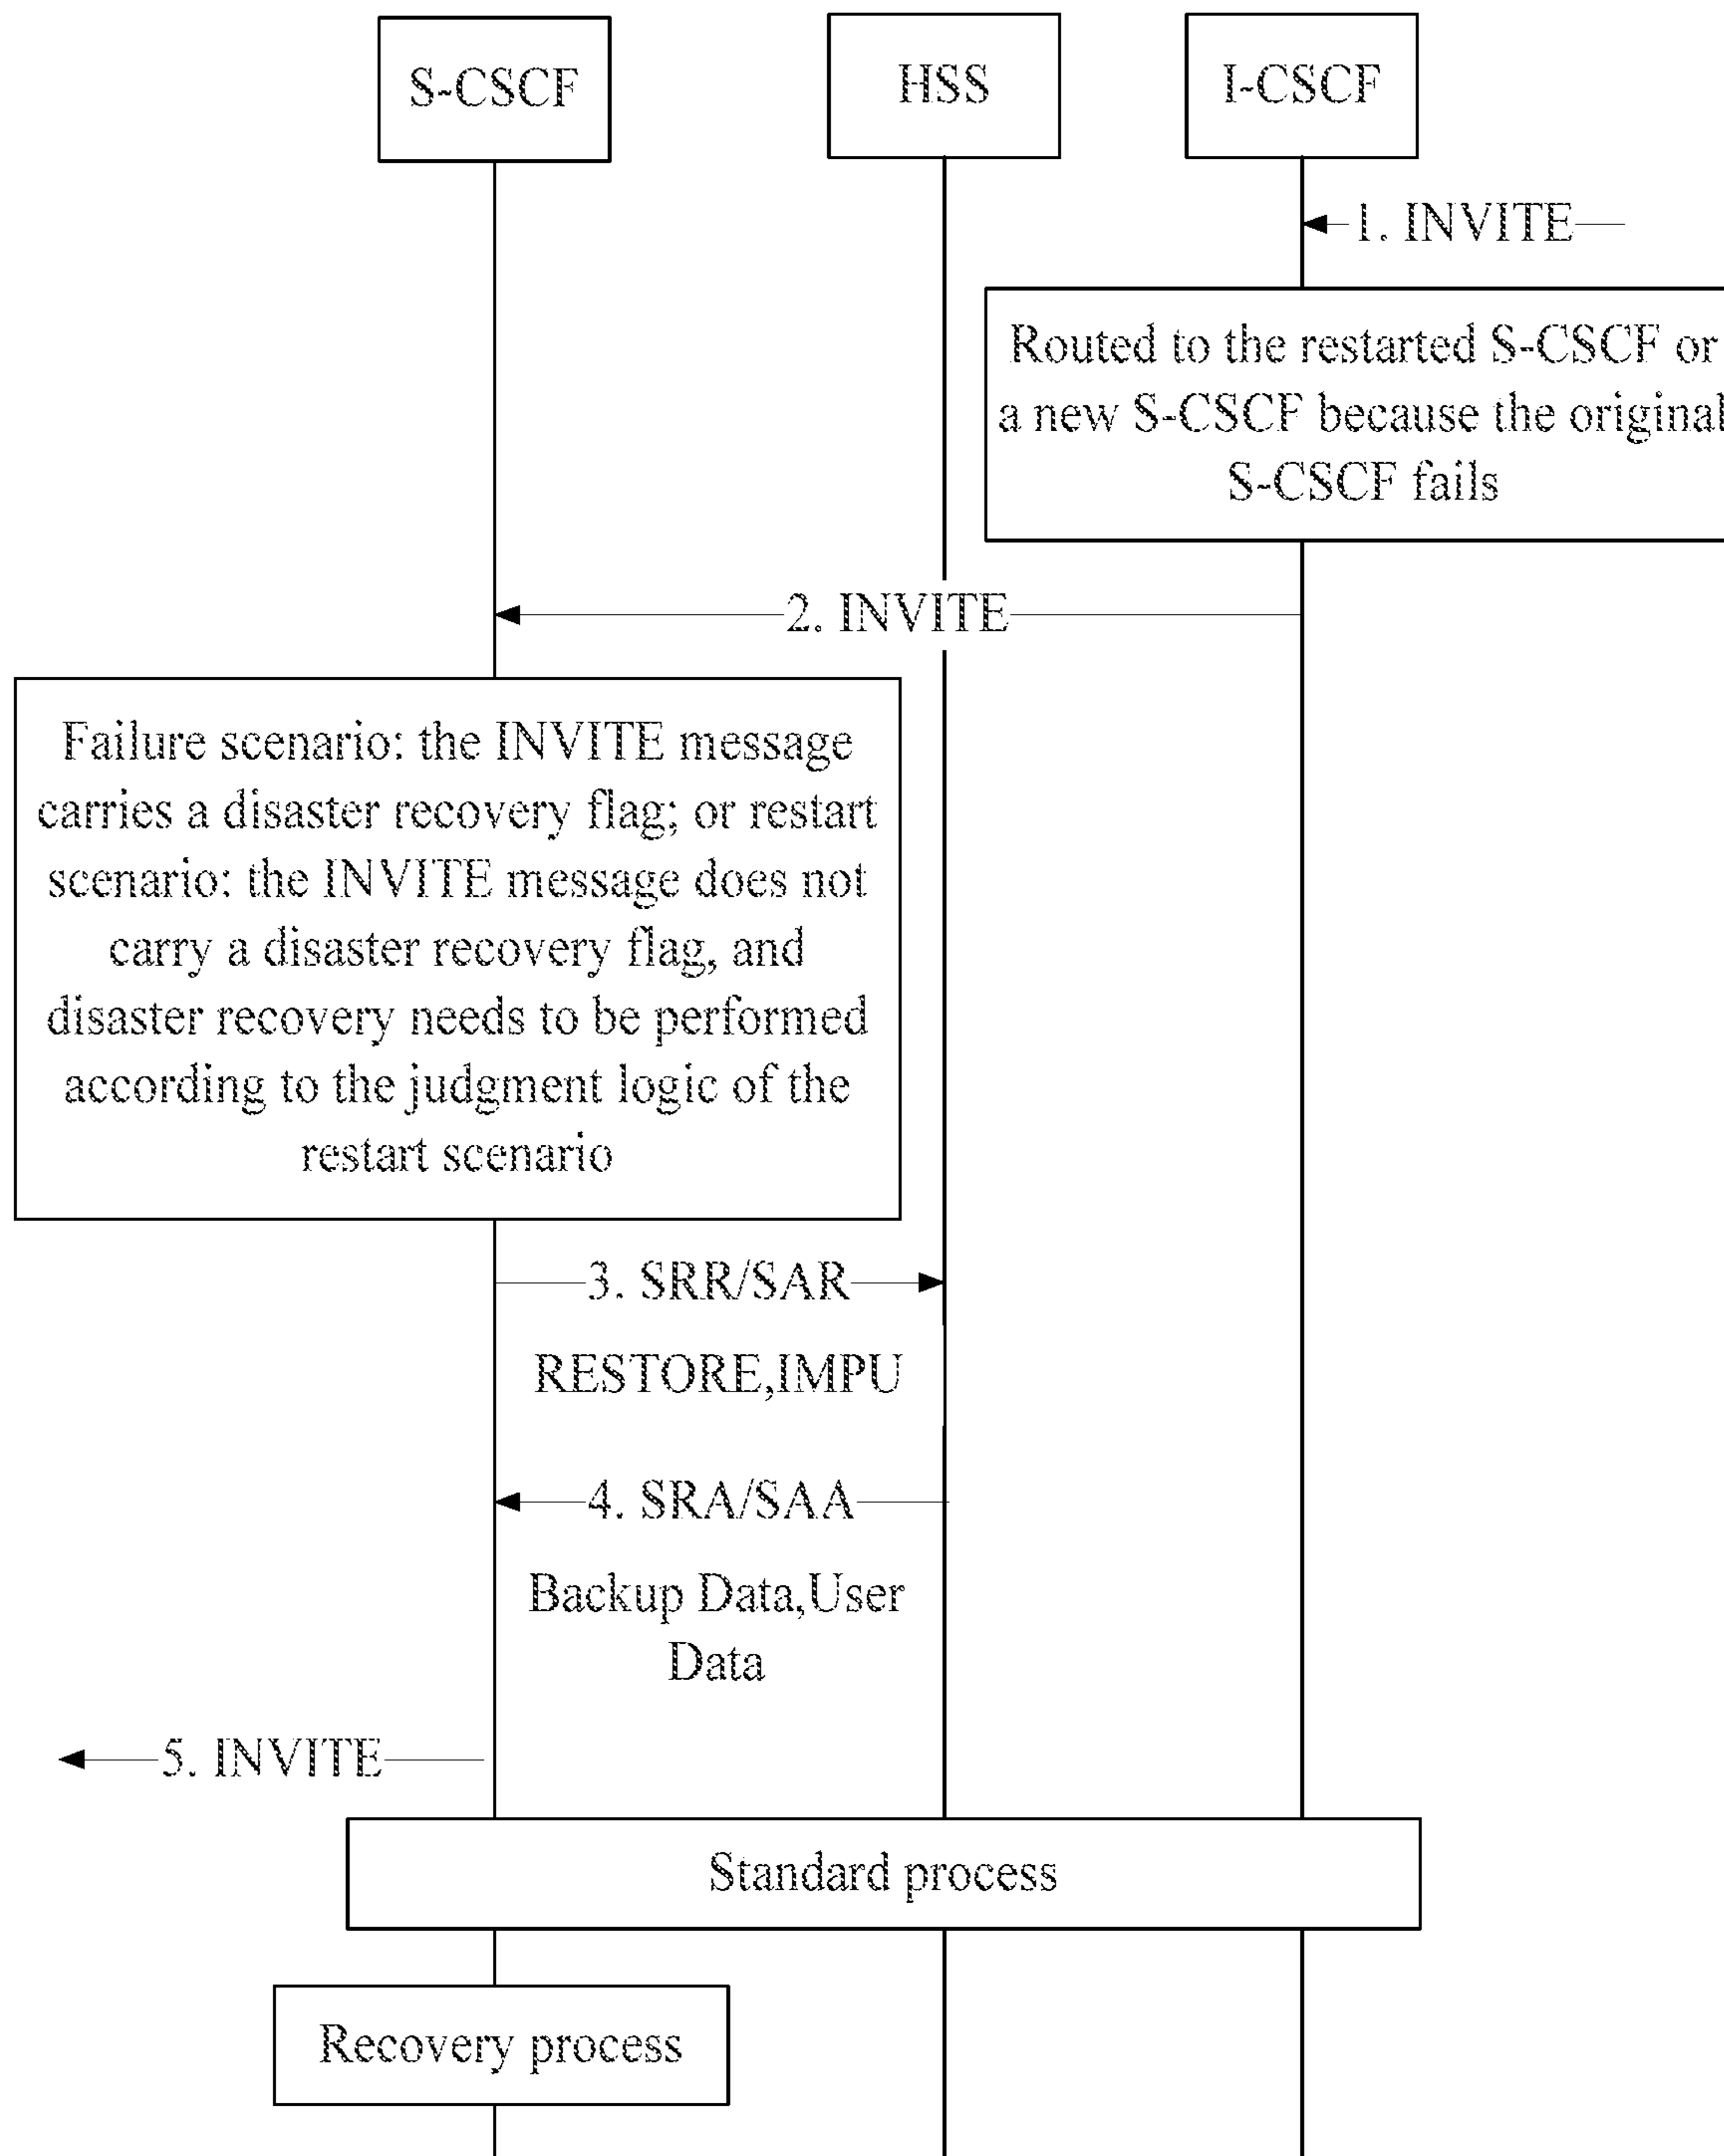 S-CSCF
HSS
I-CSCF
1. INVITE
Routed to the restarted S-CSCF or
a new S-CSCF because the original
S-CSCF fails
2. INVITE
Failure scenario: the INVITE message
carries a disaster recovery flag; or restart
scenario: the INVITE message does not
carry a disaster recovery flag, and
disaster recovery needs to be performed
according to the judgment logic of the
restart scenario
3. SRR/SAR
RESTORE,IMPU
4. SRA/SAA
Backup Data,User
Data
5. INVITE
Standard process
Recovery process